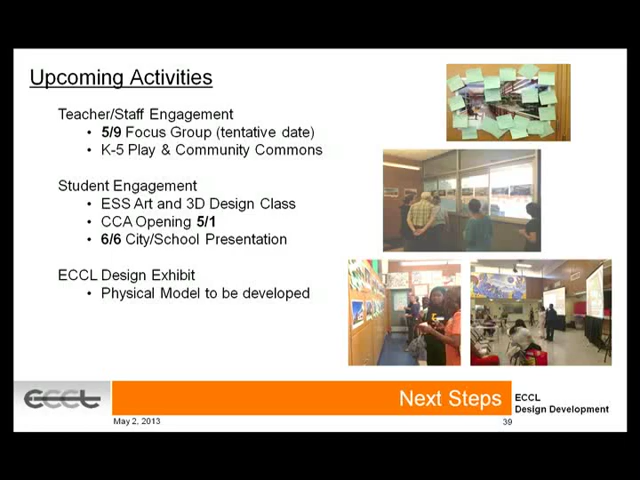 Upcoming Activities
Teacher/Staff Engagement
• 5/9 Focus Group (tentative date)
• K-5 Play & Community Commons
Student Engagement
• ESS Art and 3D Design Class
• CCA Opening 5/1
• 6/6 City/School Presentation
ECCL Design Exhibit
• Physical Model to be developed
ECCL
Next Steps
ECCL
Design Development
May 2, 2013
39